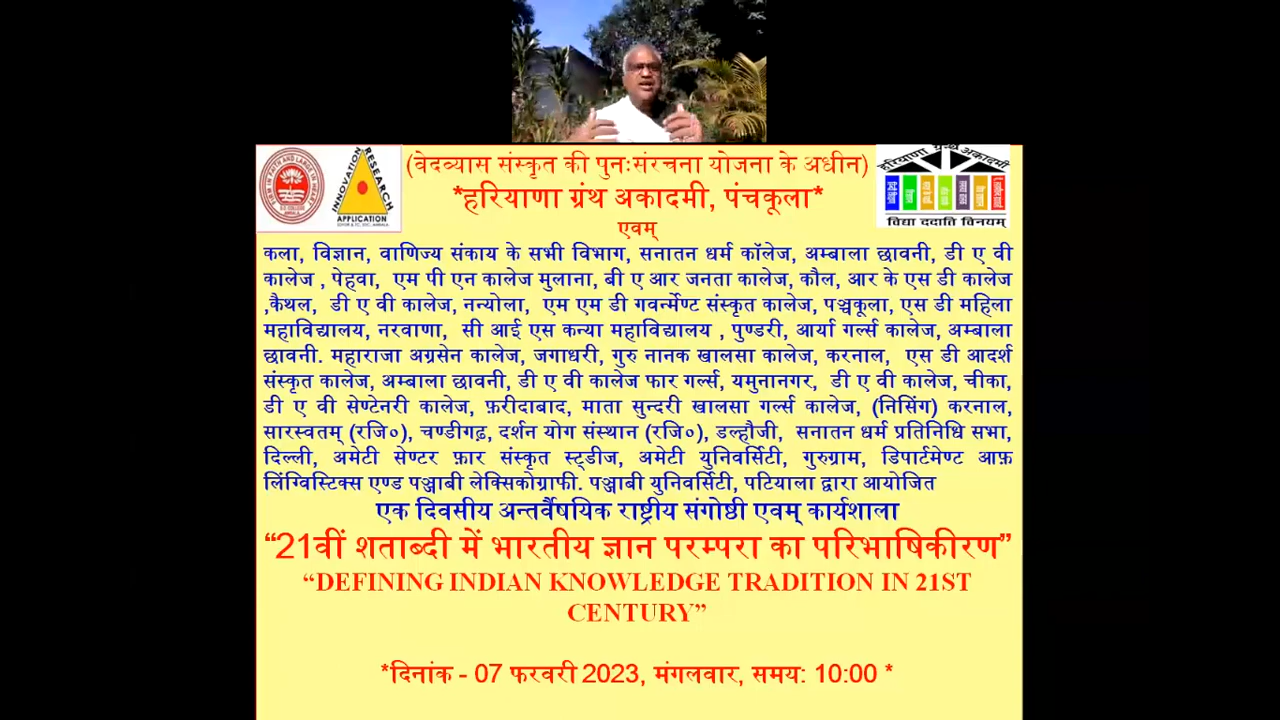 (वेदव्यास संस्कृत की पुनःसंरचना योजना के अधीन)
*हरियाणा ग्रंथ अकादमी, पंचकूला*
एवम्
कला, विज्ञान, वाणिज्य संकाय के सभी विभाग, सनातन धर्म कॉलेज, अम्बाला छावनी, डी ए वी
कालेज , पेहवा, एम पी एन कालेज मुलाना, बी ए आर जनता कालेज, कौल, आर के एस डी कालेज
,कैथल, डी ए वी कालेज, नन्योला, एम एम डी गवर्न्मेण्ट संस्कृत कालेज, पञ्चकूला, एस डी महिला
महाविद्यालय, नरवाणा, सी आई एस कन्या महाविद्यालय , पुण्डरी, आर्या गर्ल्स कालेज, अम्बाला
छावनी. महाराजा अग्रसेन कालेज, जगाधरी, गुरु नानक खालसा कालेज, करनाल, एस डी आदर्श
संस्कृत कालेज, अम्बाला छावनी, डी ए वी कालेज फार गर्ल्स, यमुनानगर, डी ए वी कालेज, चीका,
डी ए वी सेण्टेनरी कालेज, फ़रीदाबाद, माता सुन्दरी खालसा गर्ल्स कालेज, (निसिंग) करनाल,
सारस्वतम् (रजि०), चण्डीगढ़, दर्शन योग संस्थान (रजि०), डल्हौजी, सनातन धर्म प्रतिनिधि सभा,
दिल्ली, अमेटी सेण्टर फ़ार संस्कृत स्ट्डीज, अमेटी युनिवर्सिटी, गुरुग्राम, डिपार्टमेण्ट आफ़
लिंग्विस्टिक्स एण्ड पञ्जाबी लेक्सिकोग्राफी. पञ्जाबी युनिवर्सिटी, पटियाला द्वारा आयोजित
एक दिवसीय अन्तर्वैषयिक राष्ट्रीय संगोष्ठी एवम् कार्यशाला
“21वीं शताब्दी में भारतीय ज्ञान परम्परा का परिभाषिकीरण”
“DEFINING INDIAN KNOWLEDGE TRADITION IN 21ST
CENTURY”
*दिनांक - 07 फरवरी 2023, मंगलवार, समय: 10:00 *
INNOVATION
RESEARCH
APPLICATION
हरियाणा ग्रंथ अकादमी
विद्या ददाति विनयम्